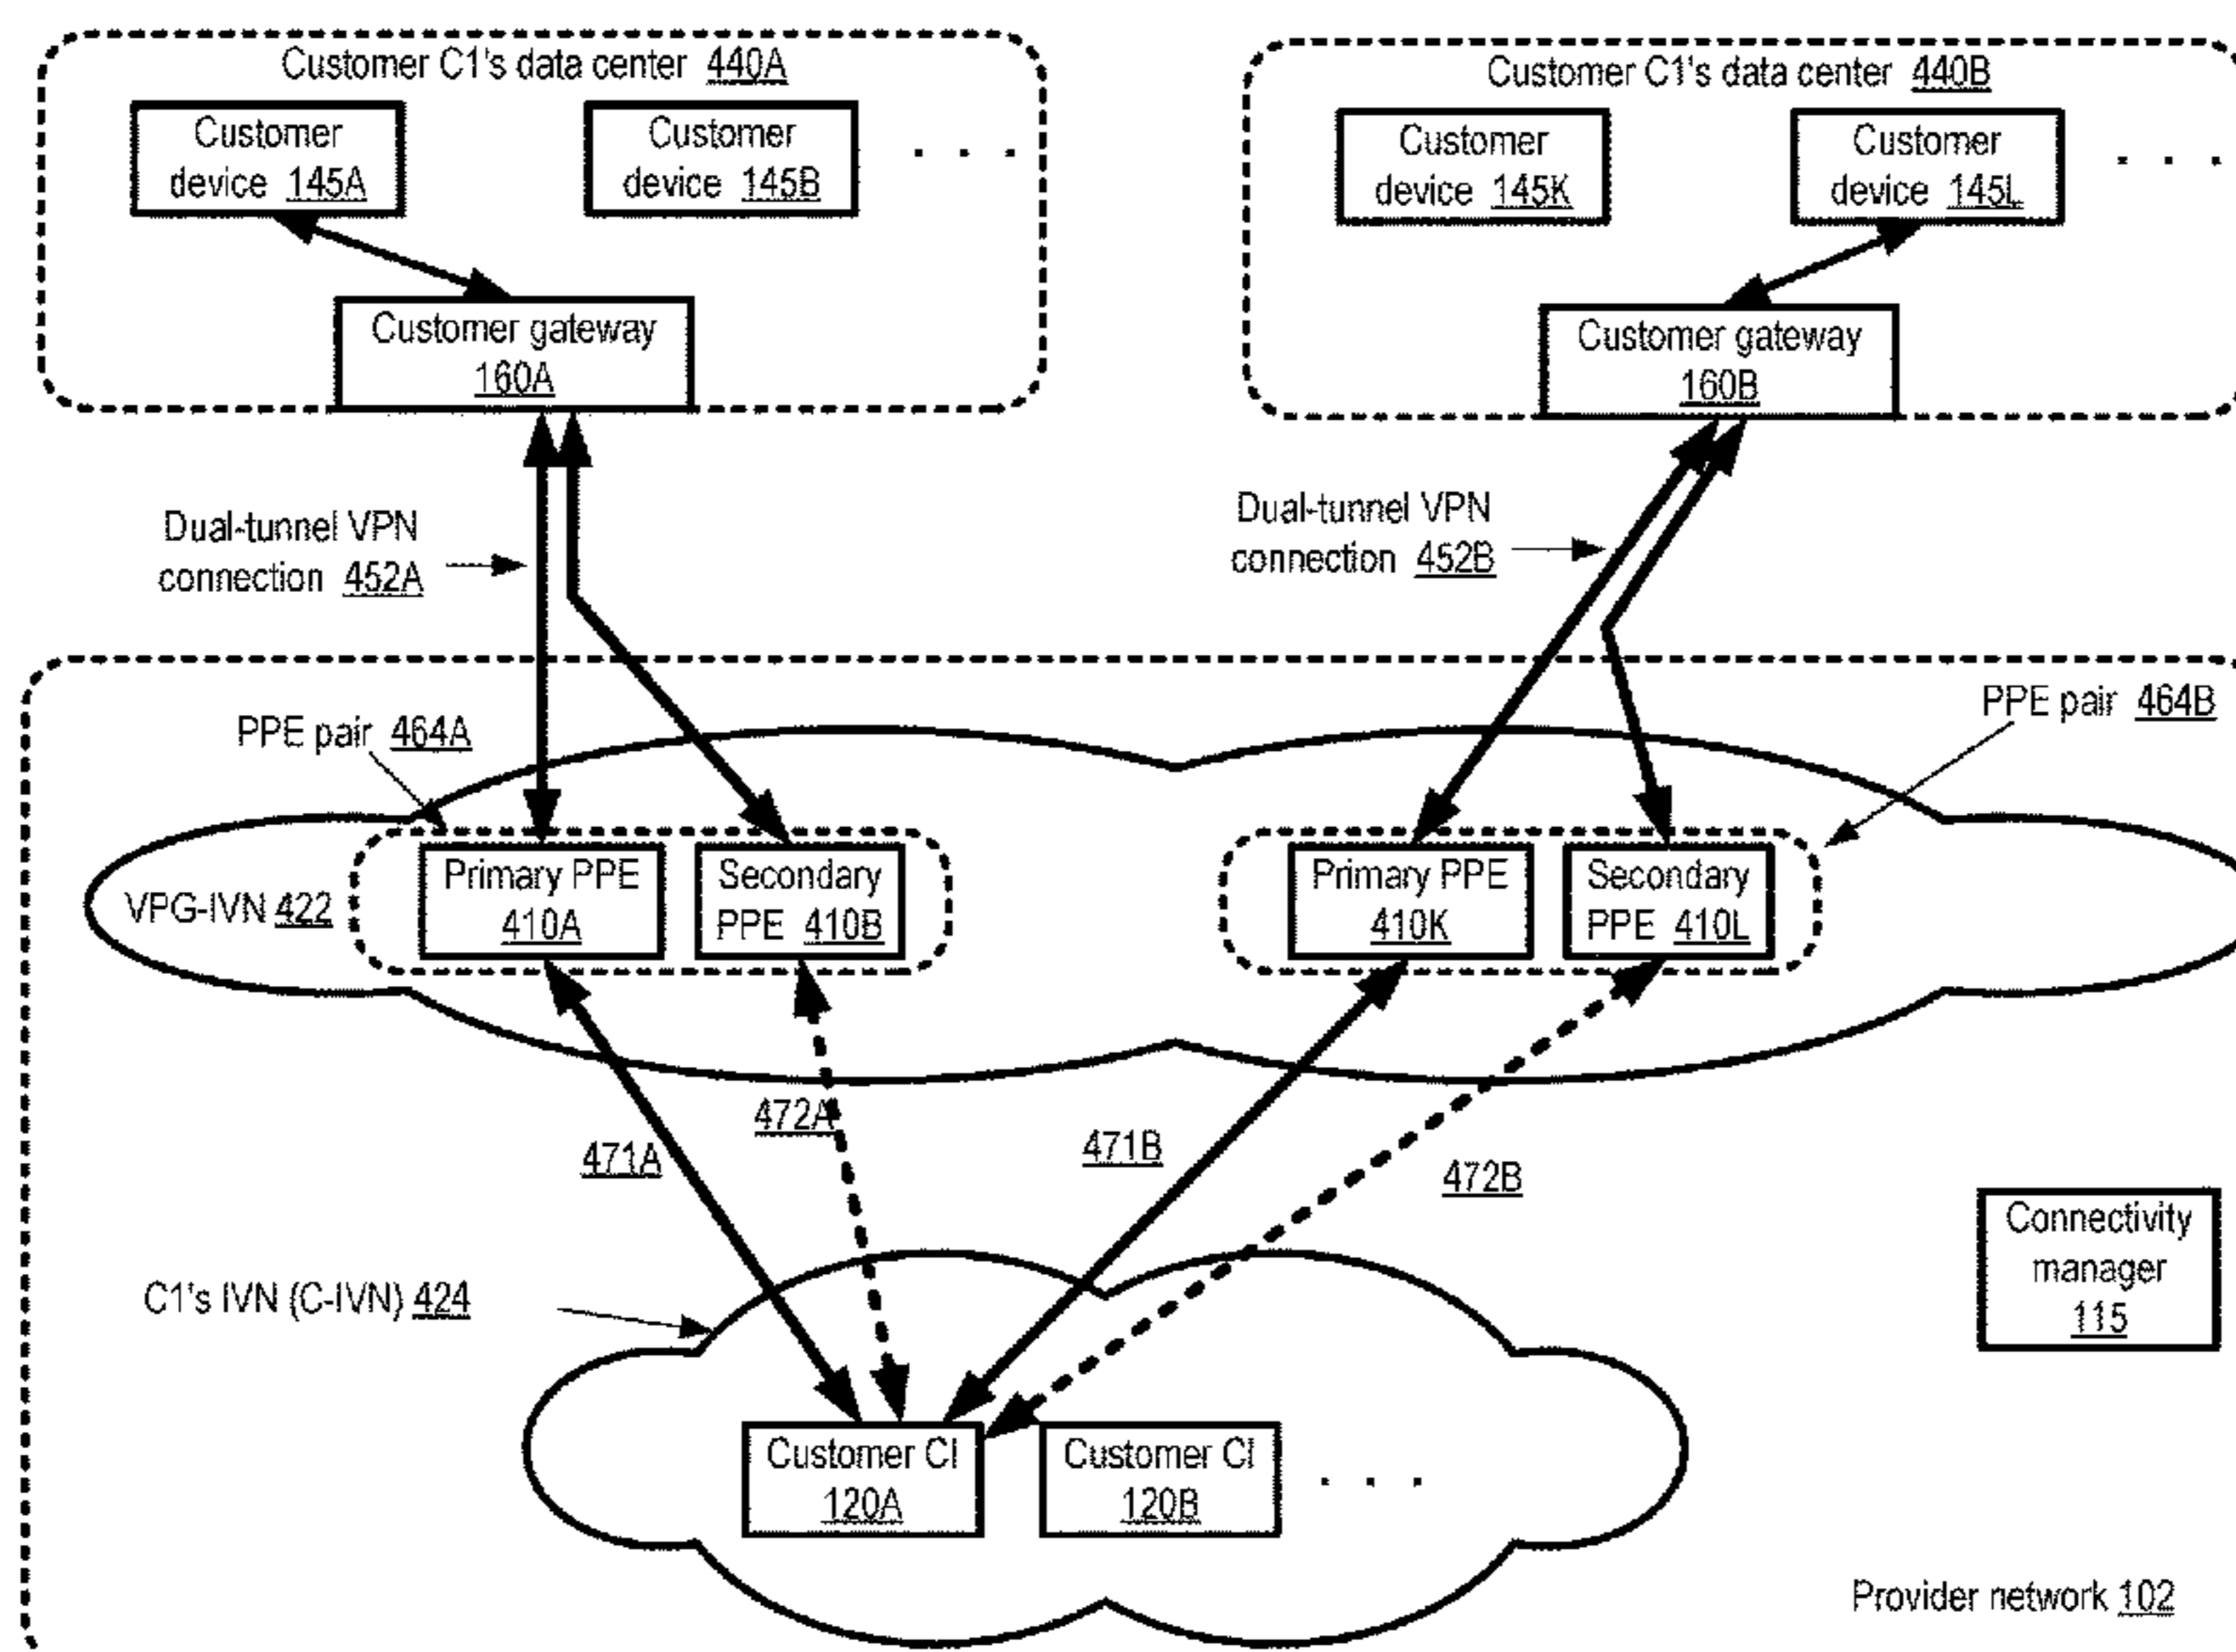 Customer C1's data center 440A
Customer
device 145A
Customer
device 145B
. . .
Customer gateway
160A
Customer C1's data center 440B
Customer
device 145K
Customer
device 145L
. . .
Customer gateway
160B
Dual-tunnel VPN
connection 452A
Dual-tunnel VPN
connection 452B
PPE pair 464A
PPE pair 464B
VPG-IVN 422
Primary PPE
410A
Secondary
PPE 410B
Primary PPE
410K
Secondary
PPE 410L
471A
472A
471B
472B
Connectivity
manager
115
C1's IVN (C-IVN) 424
Customer CI
120A
Customer CI
120B
. . .
Provider network 102